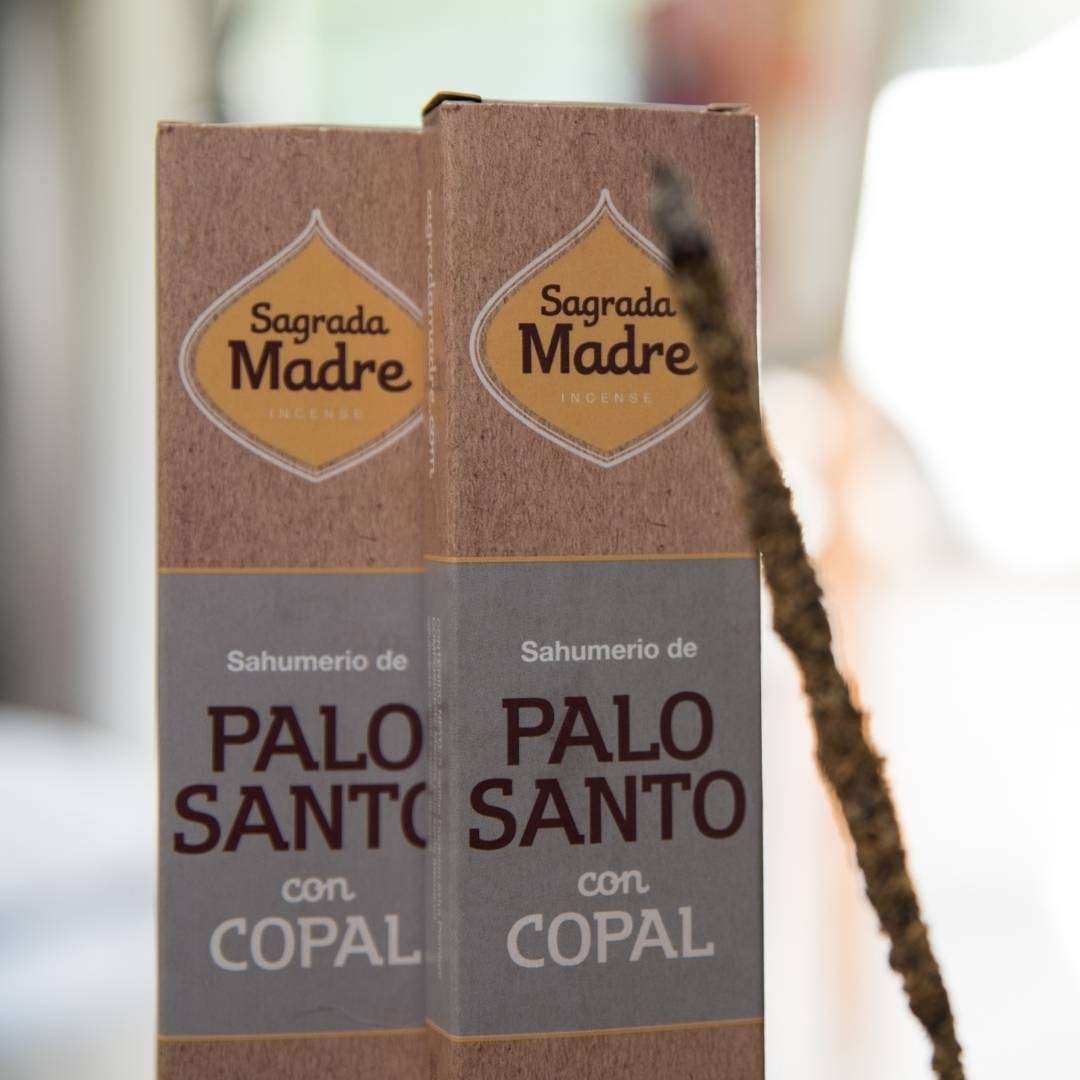 Sagrada
Madre
INCENSE
Sahumerio de
PALO
SANTO
con
COPAL
Sagrada
Madre
INCENSE
Sahumerio de
PALO
SANTO
con
COPAL